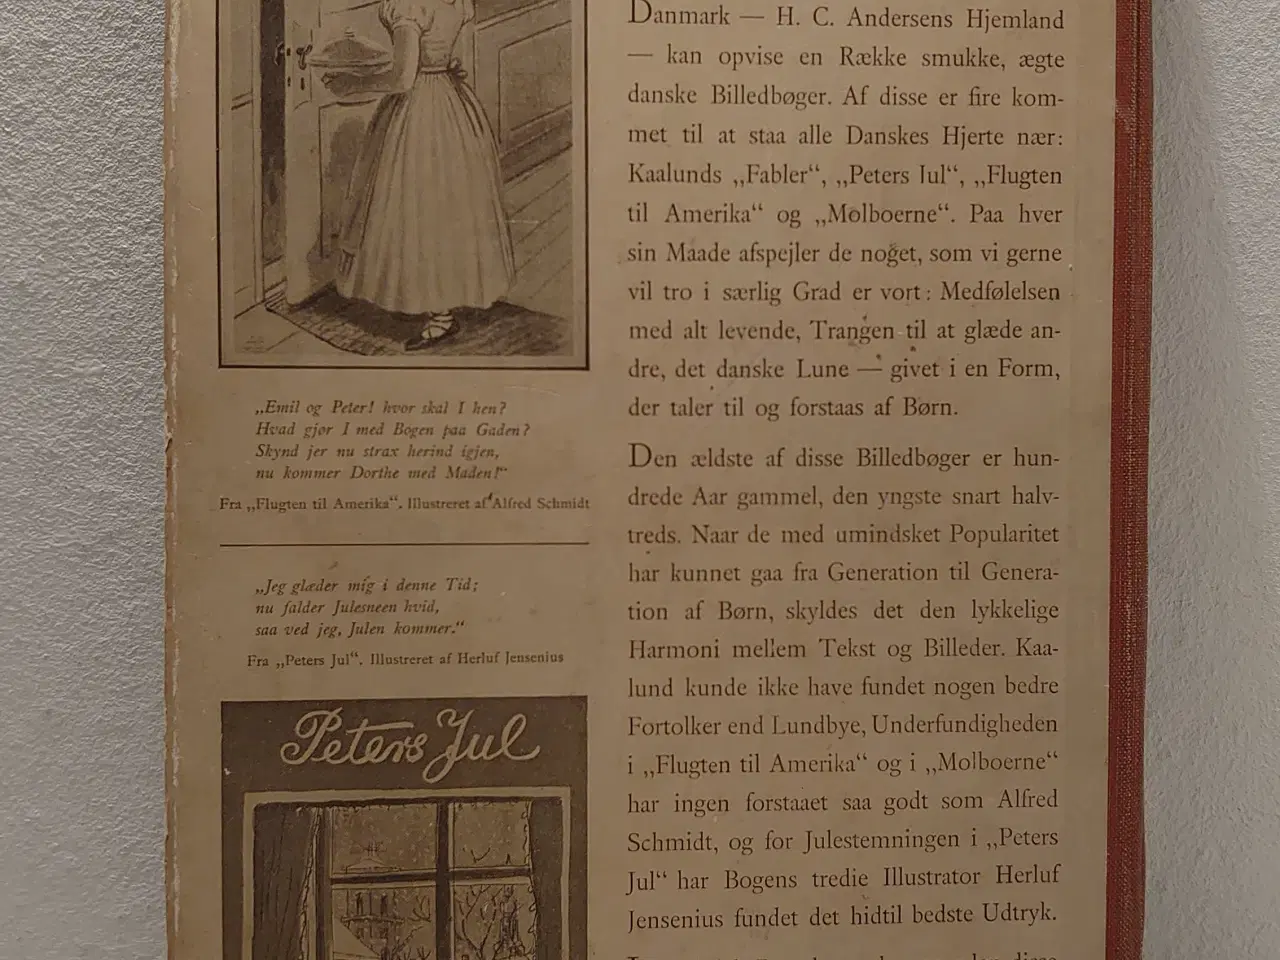 „Emil og Peter! hvor skal I hen?
Hvad gjør I med Bogen paa Gaden?
Skynd jer nu strax herind igjen,
nu kommer Dorthe med Maden!“
Fra „Flugten til Amerika“. Illustreret af Alfred Schmidt
„Jeg glæder mig i denne Tid;
nu falder Julesneen hvid,
saa ved jeg, Julen kommer.“
Fra „Peters Jul“. Illustreret af Herluf Jensenius
Peters Jul
Danmark — H. C. Andersens Hjemland
— kan opvise en Række smukke, ægte
danske Billedbøger. Af disse er fire kom-
met til at staa alle Danskes Hjerte nær:
Kaalunds „Fabler“, „Peters Jul“, „Flugten
til Amerika“ og „Molboerne“. Paa hver
sin Maade afspejler de noget, som vi gerne
vil tro i særlig Grad er vort: Medfølelsen
med alt levende, Trangen til at glæde an-
dre, det danske Lune — givet i en Form,
der taler til og forstaas af Børn.
Den ældste af disse Billedbøger er hun-
drede Aar gammel, den yngste snart halv-
treds. Naar de med umindsket Popularitet
har kunnet gaa fra Generation til Genera-
tion af Børn, skyldes det den lykkelige
Harmoni mellem Tekst og Billeder. Kaa-
lund kunde ikke have fundet nogen bedre
Fortolker end Lundbye, Underfundigheden
i „Flugten til Amerika“ og i „Molboerne“
har ingen forstaaet saa godt som Alfred
Schmidt, og for Julestemningen i „Peters
Jul“ har Bogens tredie Illustrator Herluf
Jensenius fundet det hidtil bedste Udtryk.